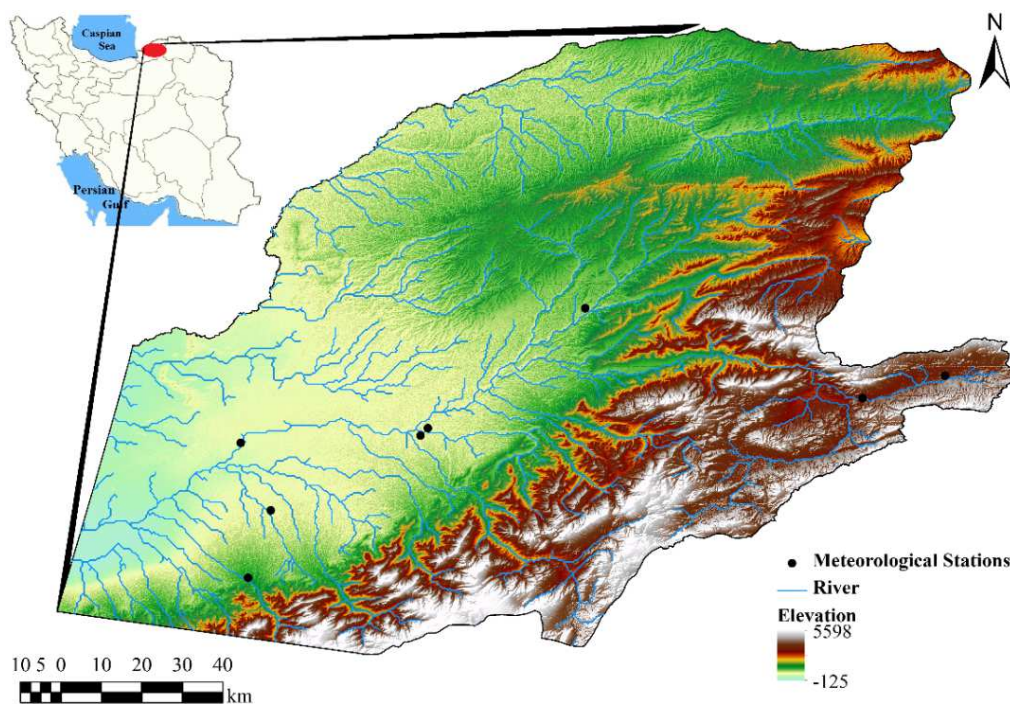 Caspian
Sea
Persian
Gulf
N
Meteorological Stations
River
Elevation
5598
-125
10 5 0 10 20 30 40
km